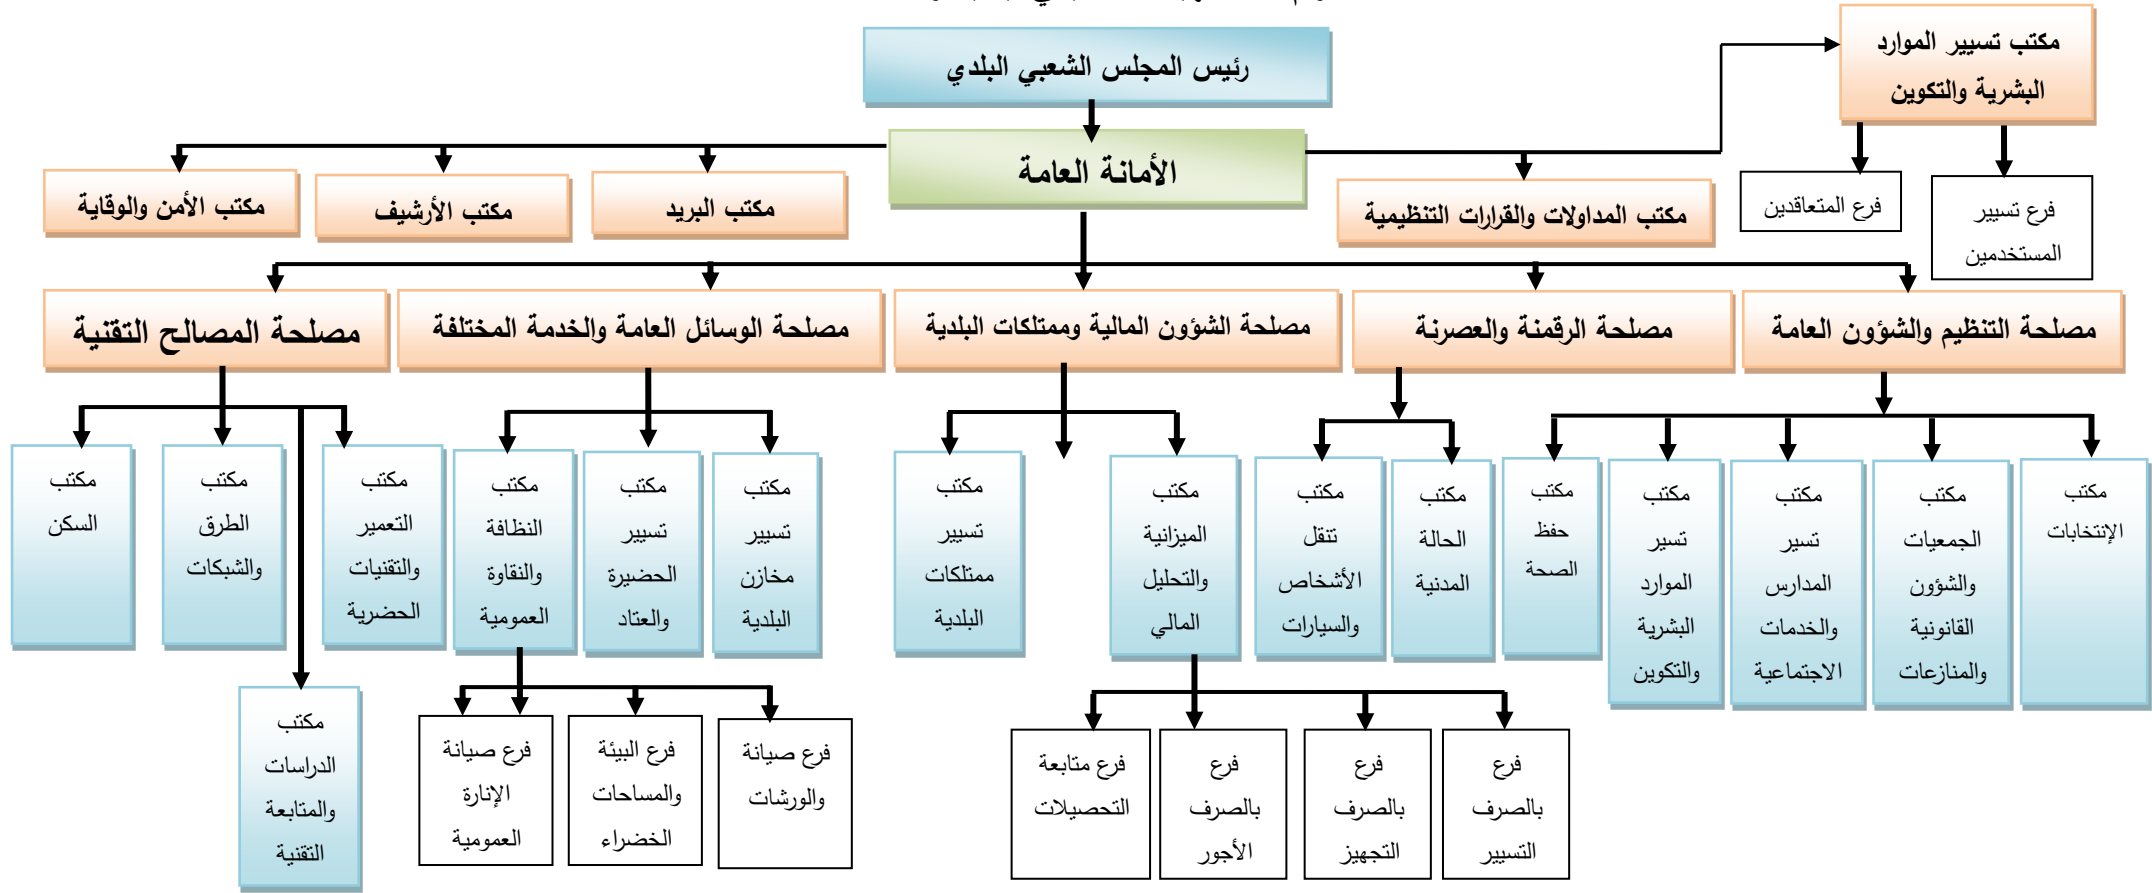 رئيس المجلس الشعبي البلدي
مكتب تسيير الموارد
البشرية والتكوين
الأمانة العامة
فرع تسيير
المستخدمين
فرع المتعاقدين
مكتب المداولات والقرارات التنظيمية
مكتب البريد
مكتب الأرشيف
مكتب الأمن والوقاية
مصلحة التنظيم والشؤون العامة
مصلحة الرقمنة والعصرنة
مصلحة الشؤون المالية وممتلكات البلدية
مصلحة الوسائل العامة والخدمة المختلفة
مصلحة المصالح التقنية
مكتب
الإنتخابات
مكتب
الجمعيات
والشؤون
القانونية
والمنازعات
مكتب
تسير
المدارس
والخدمات
الاجتماعية
مكتب
تسير
الموارد
البشرية
والتكوين
مكتب
حفظ
الصحة
مكتب
الحالة
المدنية
مكتب
تنقل
الأشخاص
والسيارات
مكتب
الميزانية
والتحليل
المالي
مكتب
تسيير
ممتلكات
البلدية
مكتب
تسيير
مخازن
البلدية
مكتب
تسيير
الحضيرة
والعتاد
مكتب
النظافة
والنقاوة
العمومية
مكتب
التعمير
والتقنيات
الحضرية
مكتب
الطرق
والشبكات
مكتب
السكن
فرع
بالصرف
التسيير
فرع
بالصرف
التجهيز
فرع
بالصرف
الأجور
فرع متابعة
التحصيلات
فرع صيانة
والورشات
فرع البيئة
والمساحات
الخضراء
فرع صيانة
الإنارة
العمومية
مكتب
الدراسات
والمتابعة
التقنية